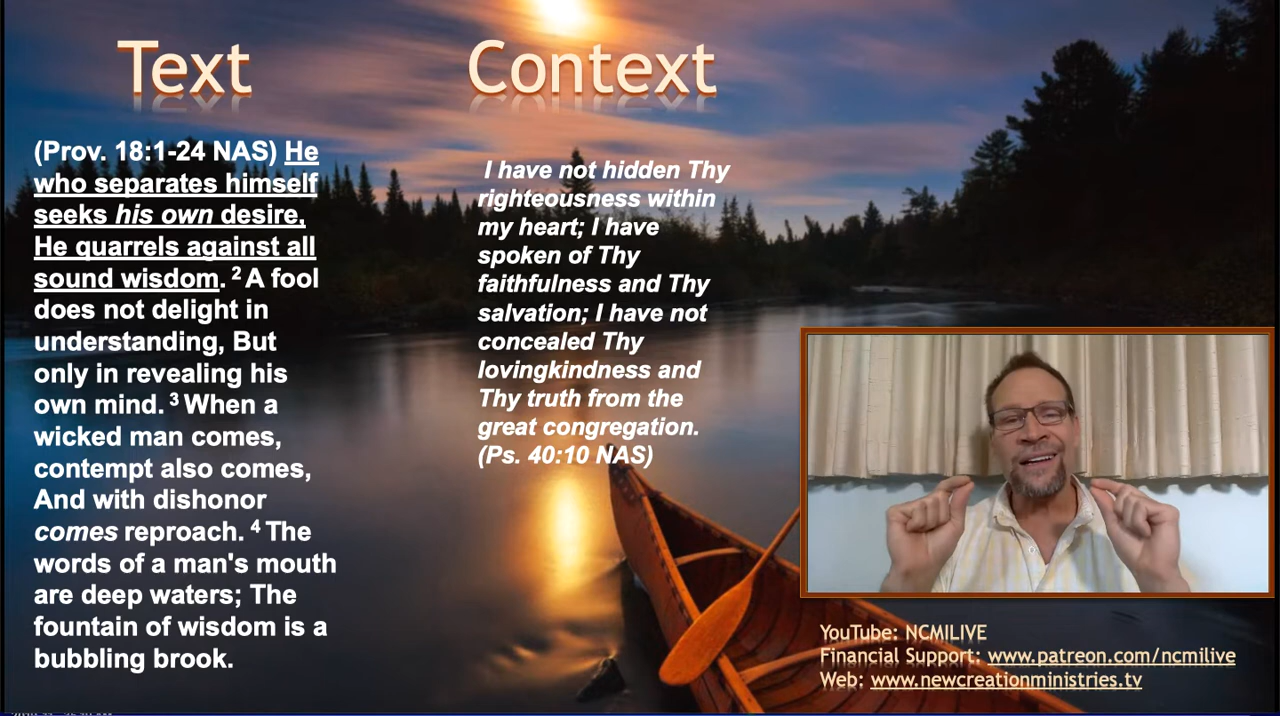 Text
(Prov. 18:1-24 NAS) He
who separates himself
seeks his own desire,
He quarrels against all
sound wisdom. 2 A fool
does not delight in
understanding, But
only in revealing his
own mind. 3 When a
wicked man comes,
contempt also comes,
And with dishonor
comes reproach. 4 The
words of a man's mouth
are deep waters; The
fountain of wisdom is a
bubbling brook.
Context
I have not hidden Thy
righteousness within
my heart; I have
spoken of Thy
faithfulness and Thy
salvation; I have not
concealed Thy
lovingkindness and
Thy truth from the
great congregation.
(Ps. 40:10 NAS)
YouTube: NCMILIVE
Financial Support: www.patreon.com/ncmilive
Web: www.newcreationministries.tv